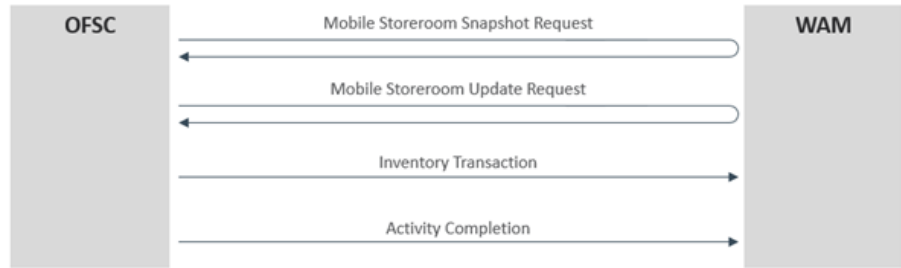 OFSC
Mobile Storeroom Snapshot Request
WAM
Mobile Storeroom Update Request
Inventory Transaction
Activity Completion